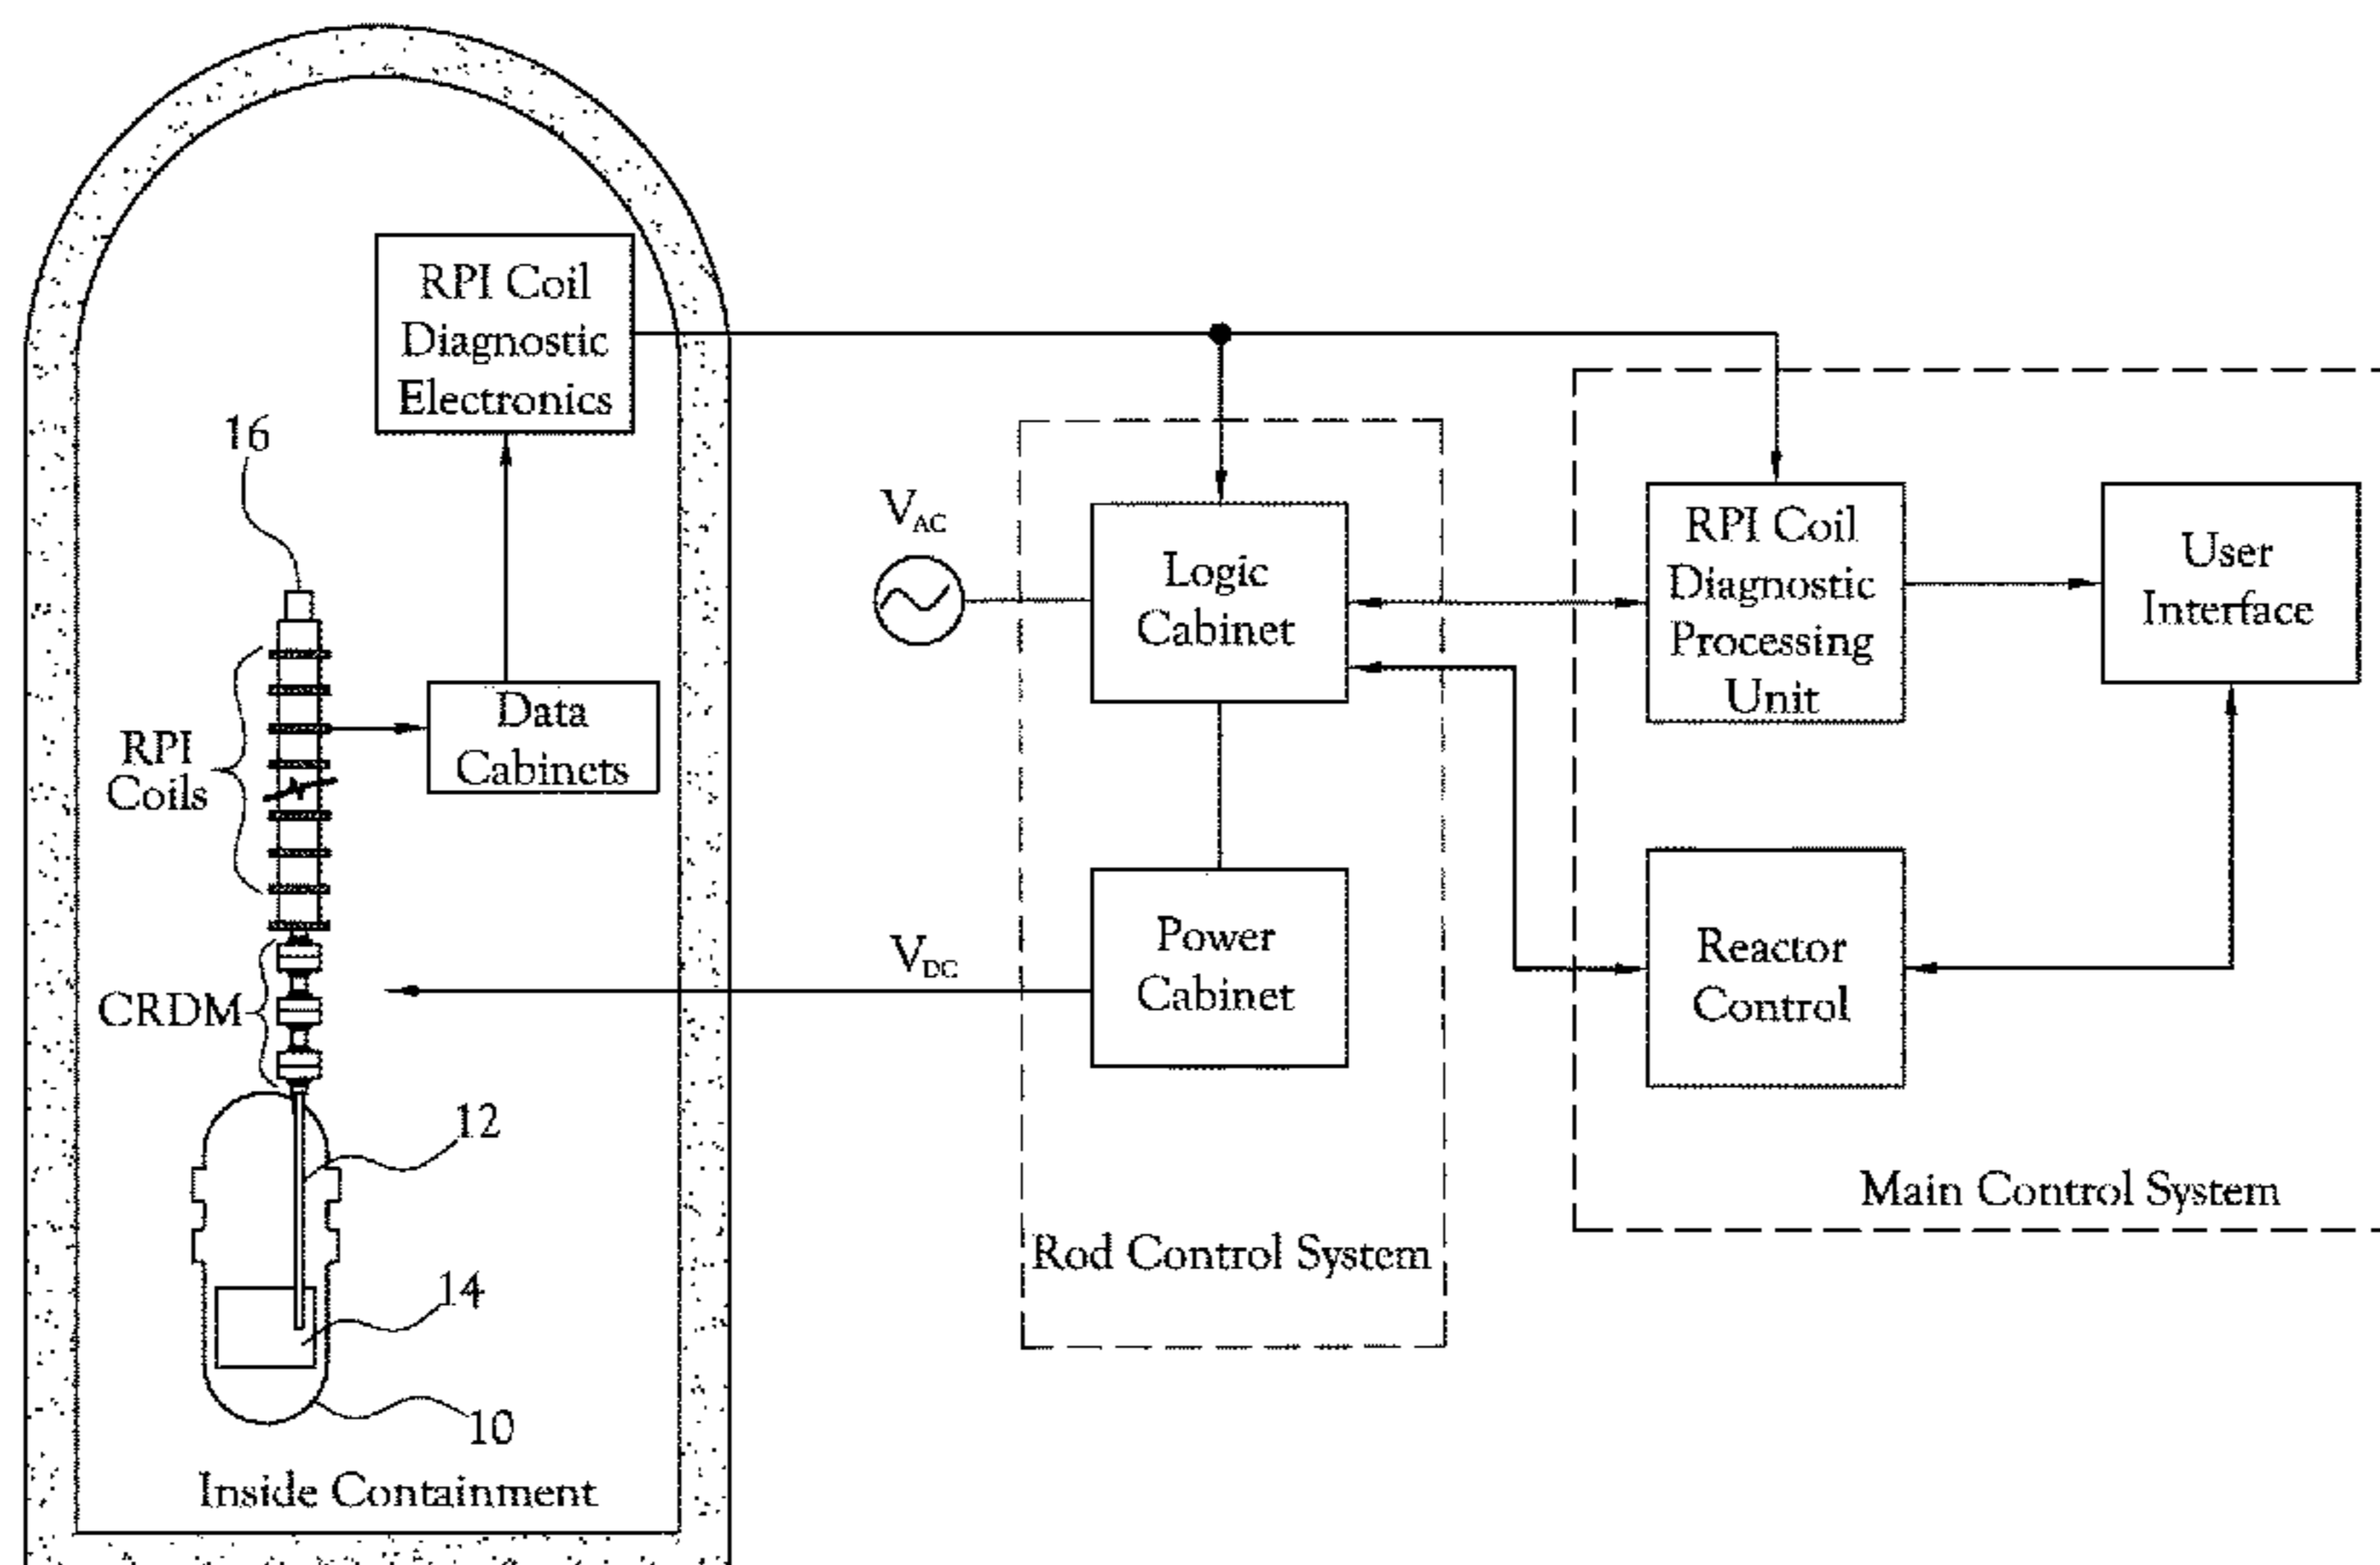 RPI Coil
Diagnostic
Electronics
16
RPI
Coils
Data
Cabinets
CRDM
12
14
10
Inside Containment
VAC
Logic
Cabinet
VDC
Power
Cabinet
Rod Control System
RPI Coil
Diagnostic
Processing
Unit
User
Interface
Reactor
Control
Main Control System